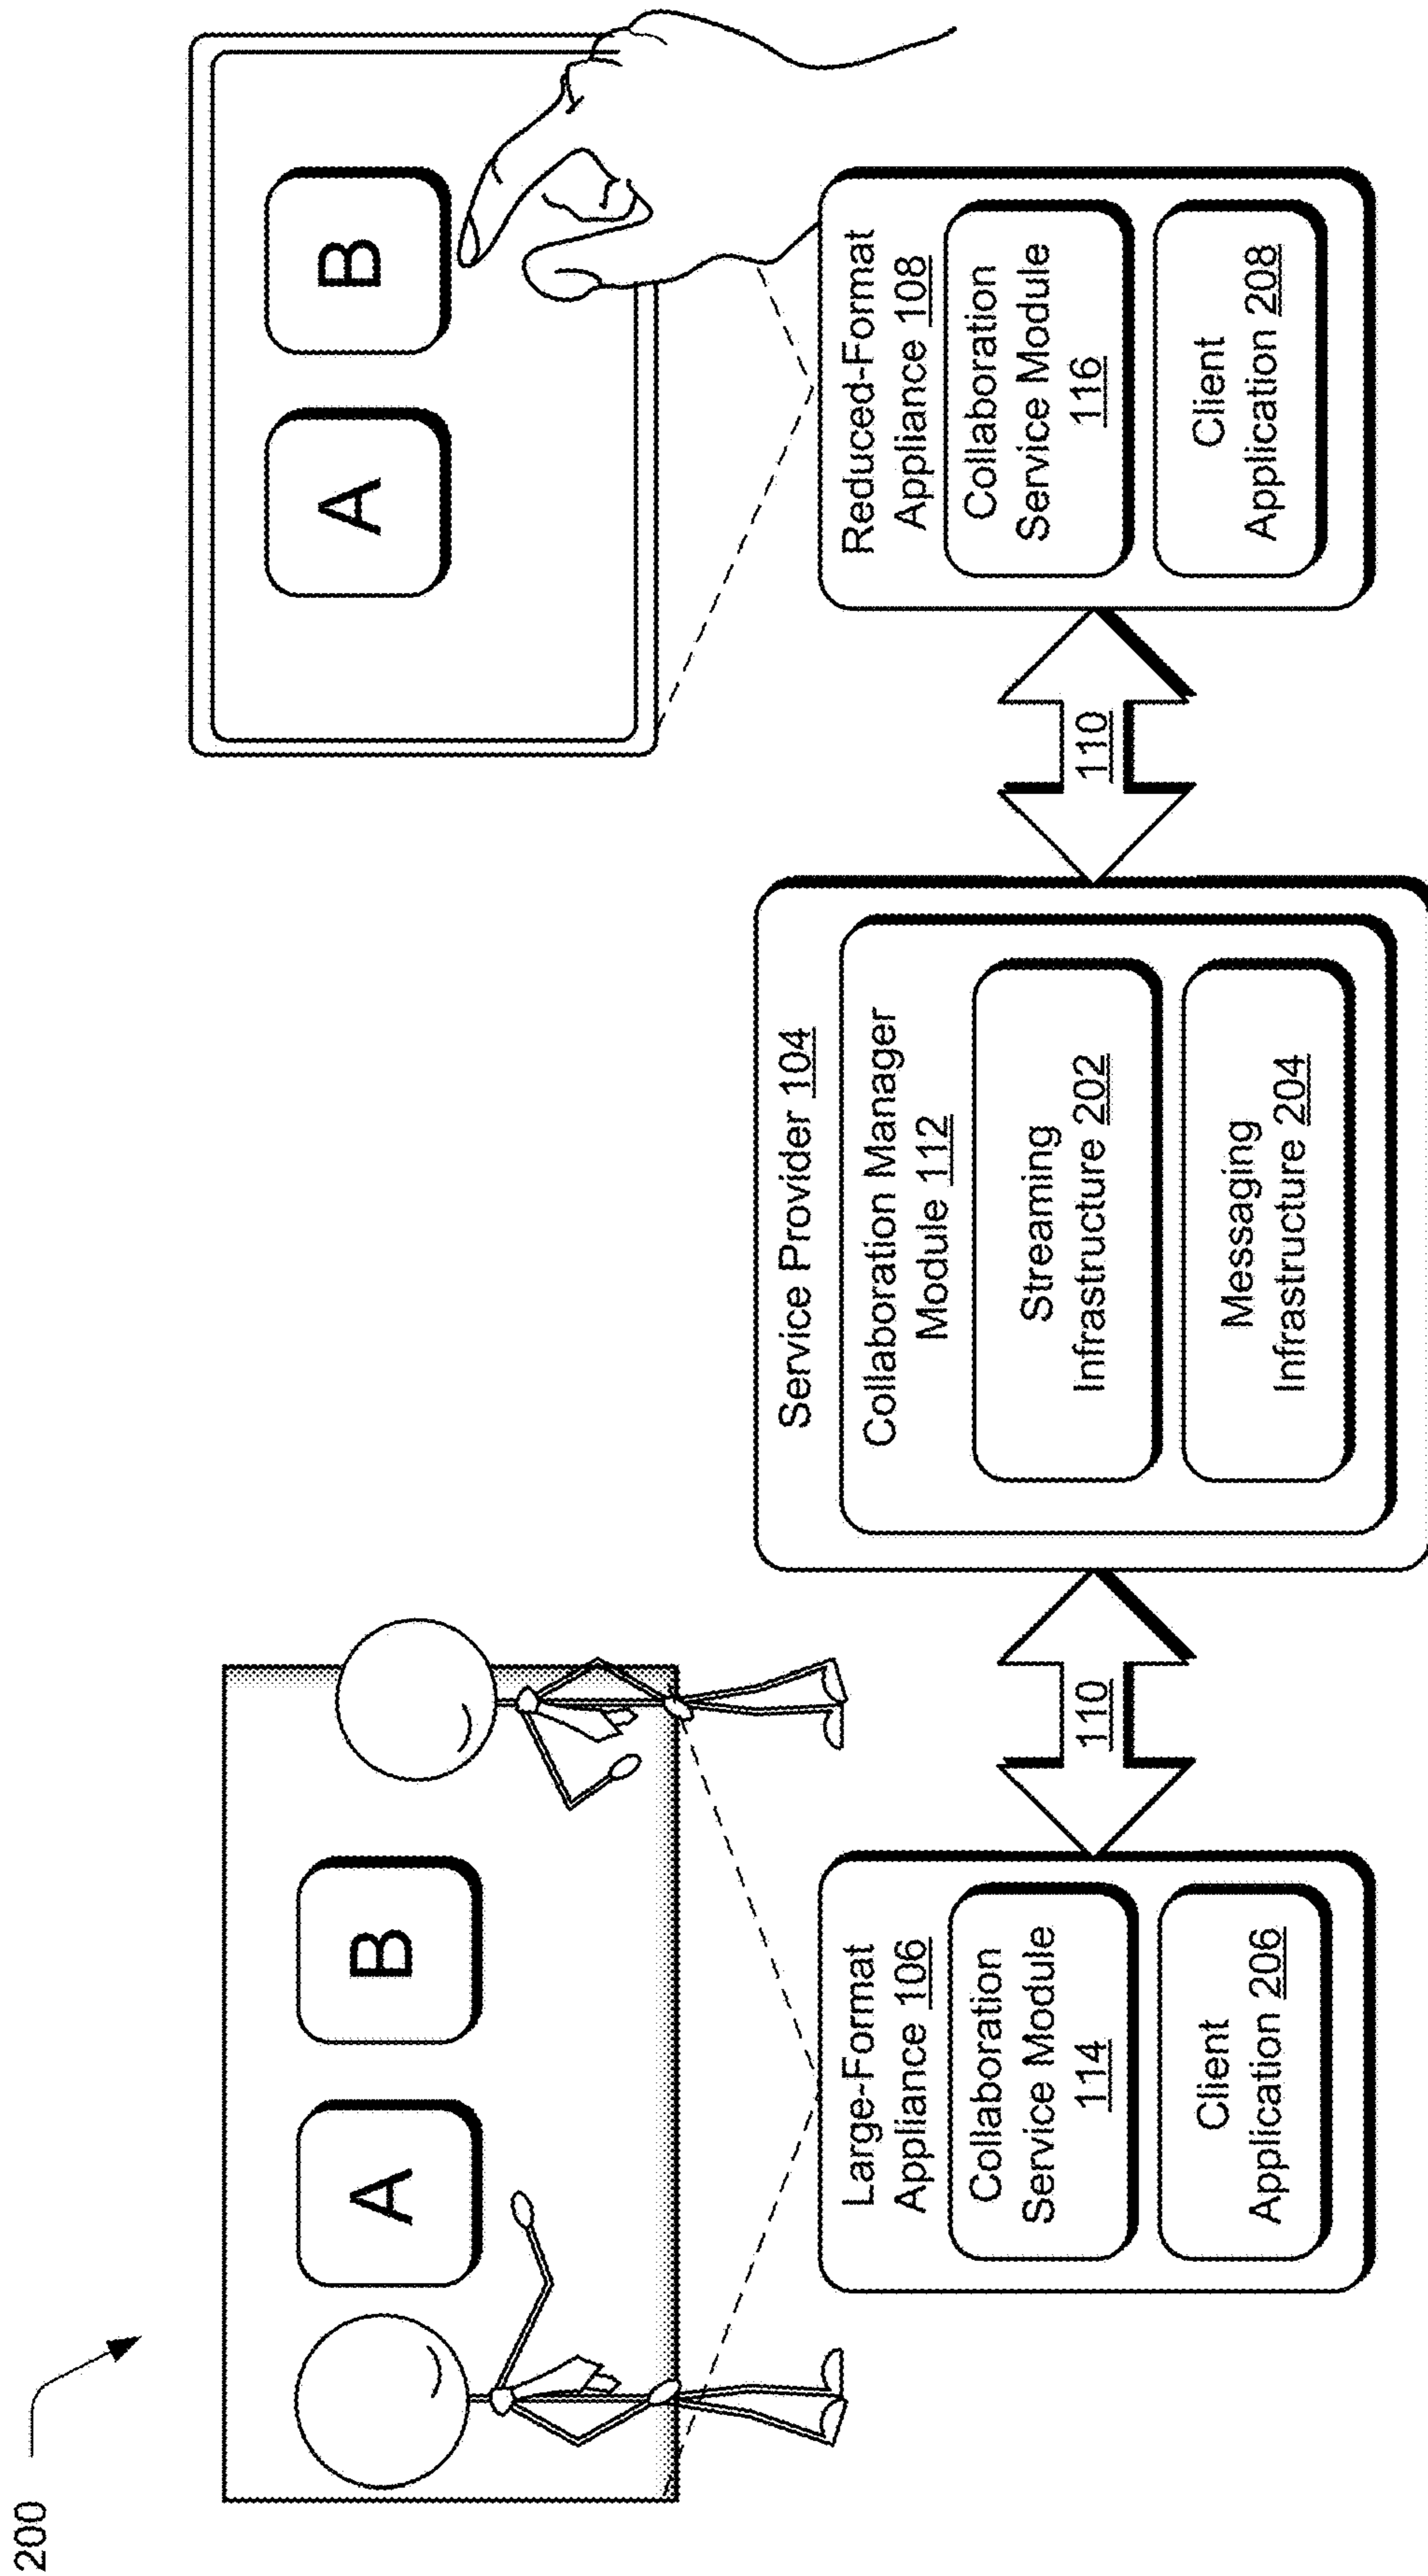 200
A
B
A
B
Large-Format
Appliance 106
Collaboration
Service Module
114
Client
Application 206
110
Service Provider 104
Collaboration Manager
Module 112
Streaming
Infrastructure 202
Messaging
Infrastructure 204
110
Reduced-Format
Appliance 108
Collaboration
Service Module
116
Client
Application 208